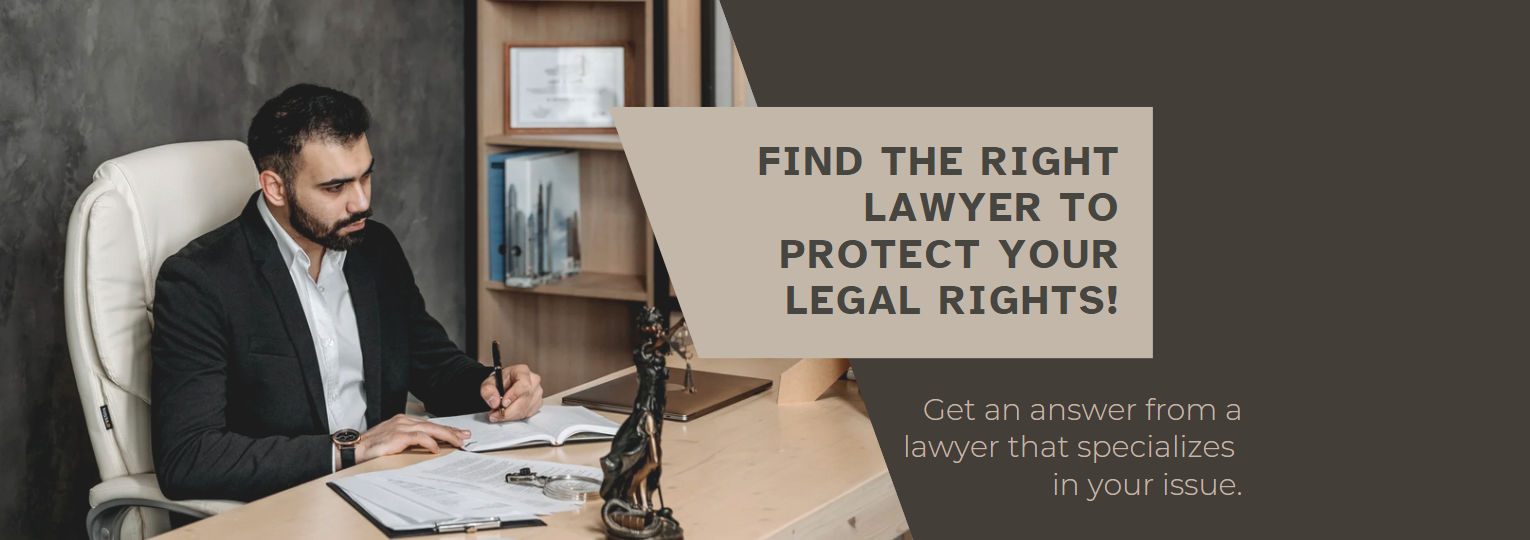 FIND THE RIGHT
LAWYER TO
PROTECT YOUR
LEGAL RIGHTS!
Get an answer from a
lawyer that specializes
in your issue.